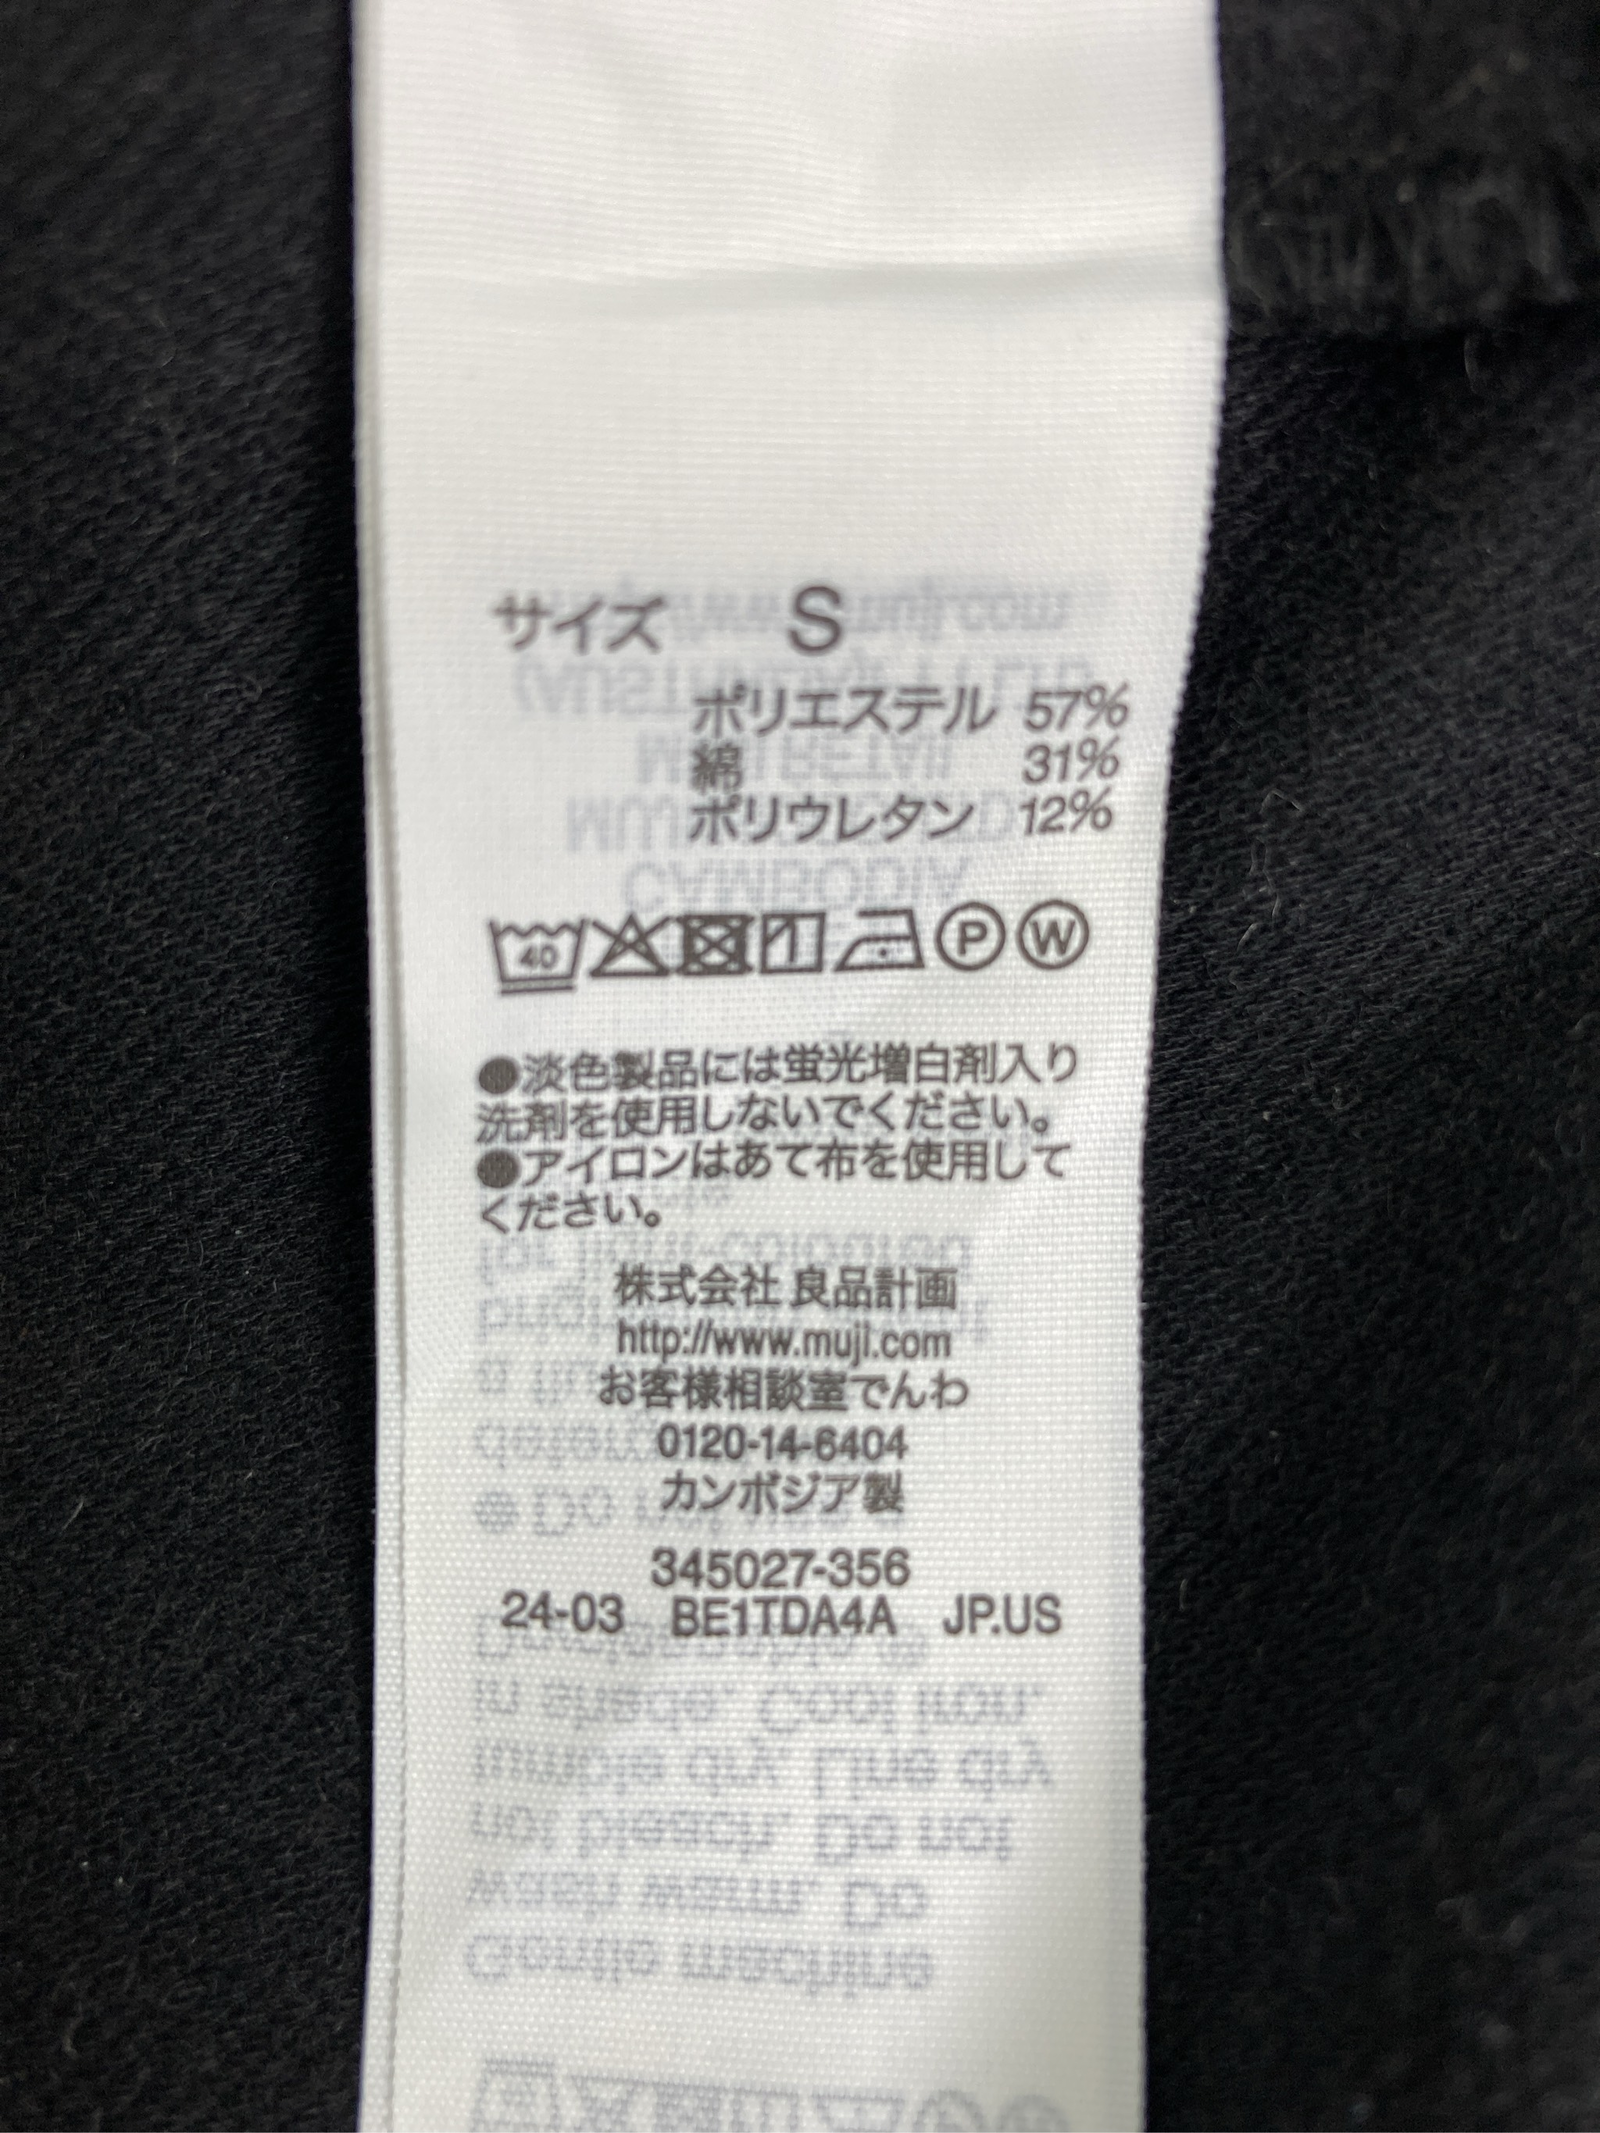 サイズ S
ポリエステル 57%
綿 31%
ポリウレタン 12%
40 P W
●淡色製品には蛍光増白剤入り
洗剤を使用しないでください。
●アイロンはあて布を使用して
ください。
株式会社 良品計画
http://www.muji.com
お客様相談室でんわ
0120-14-6404
カンボジア製
345027-356
24-03 BE1TDA4A JP.US